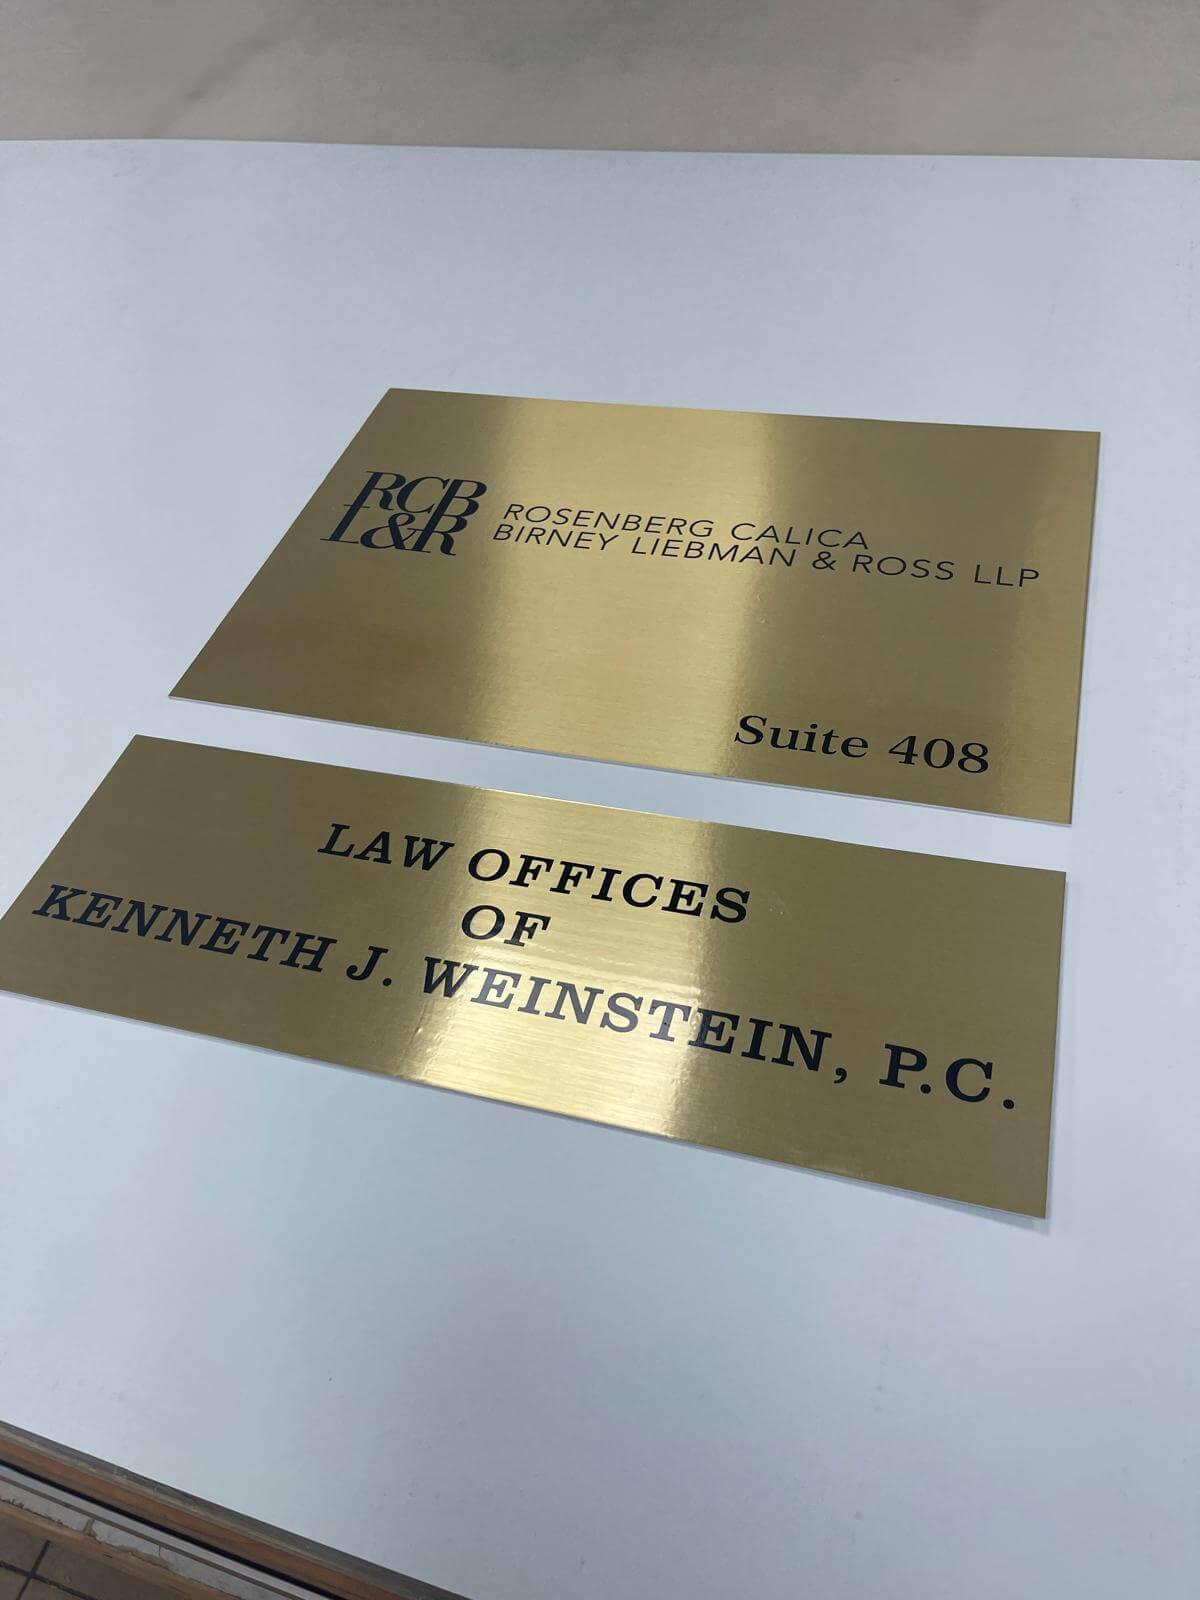 RCB
L&R
ROSENBERG CALICA
BIRNEY LIEBMAN & ROSS LLP
Suite 408
LAW OFFICES
OF
KENNETH J. WEINSTEIN, P.C.